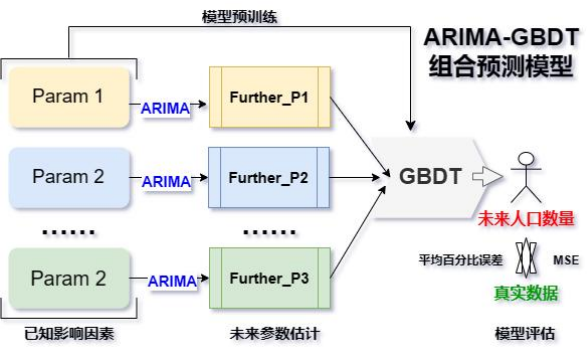 模型预训练
ARIMA-GBDT
组合预测模型
Param 1
ARIMA
Further_P1
Param 2
ARIMA
Further_P2
GBDT
未来人口数量
......
......
平均百分比误差
MSE
Param 2
ARIMA
Further_P3
真实数据
已知影响因素
未来参数估计
模型评估